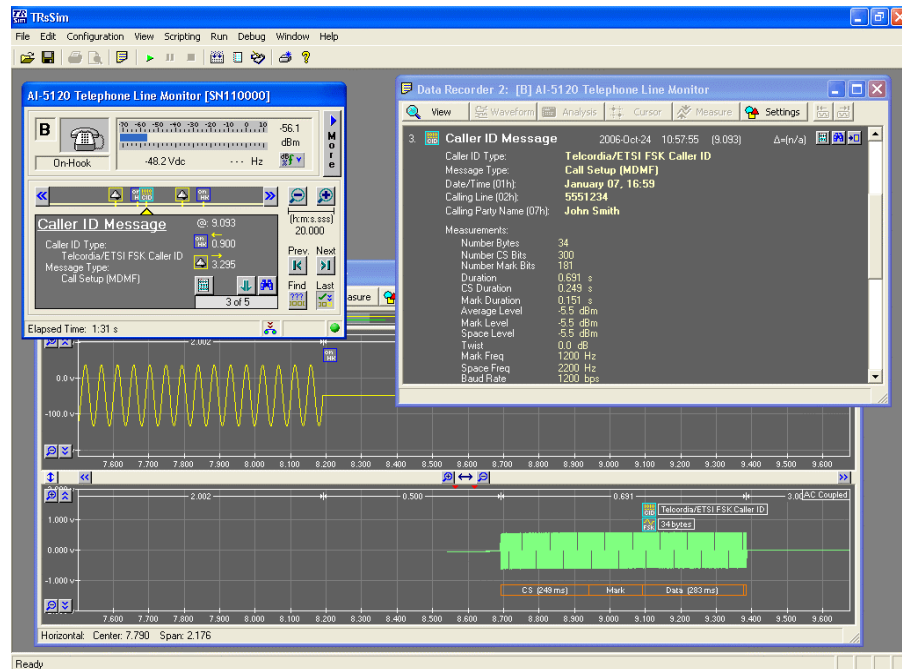 TRsSim
File Edit Configuration View Scripting Run Debug Window Help
AI-5120 Telephone Line Monitor [SN110000]
B
On-Hook
-70 -60 -50 -40 -30 -20 -10 0 10
-56.1
dBm
-48.2 Vdc
--- Hz
More
Caller ID Message
@ 9.093
Caller ID Type:
0.900
Telcordia/ETSI FSK Caller ID
Message Type:
3.295
Call Setup (MDMF)
3 of 5
(h:m:s.sss)
20.000
Prev. Next
Find Last
Elapsed Time: 1:31 s
Data Recorder 2: [B] AI-5120 Telephone Line Monitor
View Waveform Analysis Cursor Measure Settings
3. Caller ID Message 2006-Oct-24 10:57:55 (9.093) Δ=(n/a)
Caller ID Type: Telcordia/ETSI FSK Caller ID
Message Type: Call Setup (MDMF)
Date/Time (01h): January 07, 16:59
Calling Line (02h): 5551234
Calling Party Name (07h): John Smith
Measurements:
Number Bytes 34
Number CS Bits 300
Number Mark Bits 181
Duration 0.691 s
CS Duration 0.249 s
Mark Duration 0.151 s
Average Level -5.5 dBm
Mark Level -5.5 dBm
Space Level -5.5 dBm
Twist 0.0 dB
Mark Freq 1200 Hz
Space Freq 2200 Hz
Baud Rate 1200 bps
asure
2.002
0.0 v
-100.0 v
7.600 7.700 7.800 7.900 8.000 8.100 8.200 8.300 8.400 8.500 8.600 8.700 8.800 8.900 9.000 9.100 9.200 9.300 9.400 9.500 9.600
2.002 0.500 0.691 3.00 AC Coupled
Telcordia/ETSI FSK Caller ID
34 bytes
1.000 v
0.000 v
-1.000 v
CS (249 ms) Mark Data (283 ms)
7.600 7.700 7.800 7.900 8.000 8.100 8.200 8.300 8.400 8.500 8.600 8.700 8.800 8.900 9.000 9.100 9.200 9.300 9.400 9.500 9.600
Horizontal: Center: 7.790 Span: 2.176
Ready